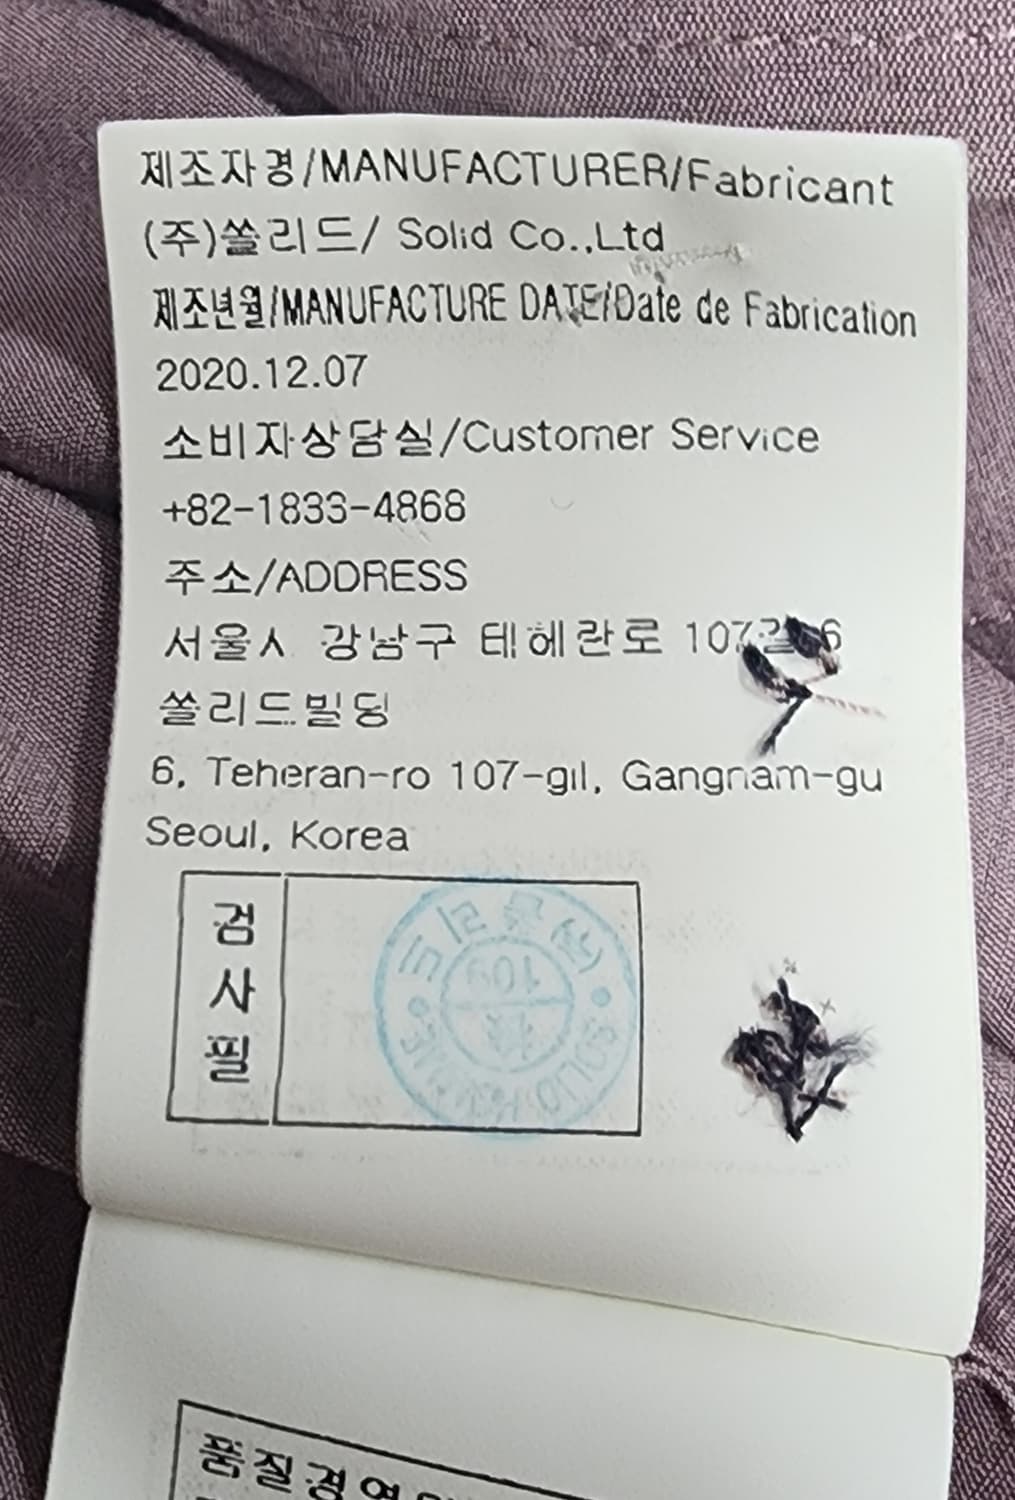 제조자경/MANUFACTURER/Fabricant
(주)쏠리드/ Solid Co.,Ltd
제조년월/MANUFACTURE DATE/Date de Fabrication
2020.12.07
소비자상담실/Customer Service
+82-1833-4868
주소/ADDRESS
서울시 강남구 테헤란로 107길 6
쏠리드빌딩
6, Teheran-ro 107-gil, Gangnam-gu
Seoul, Korea
검
사
필
109
품질경영